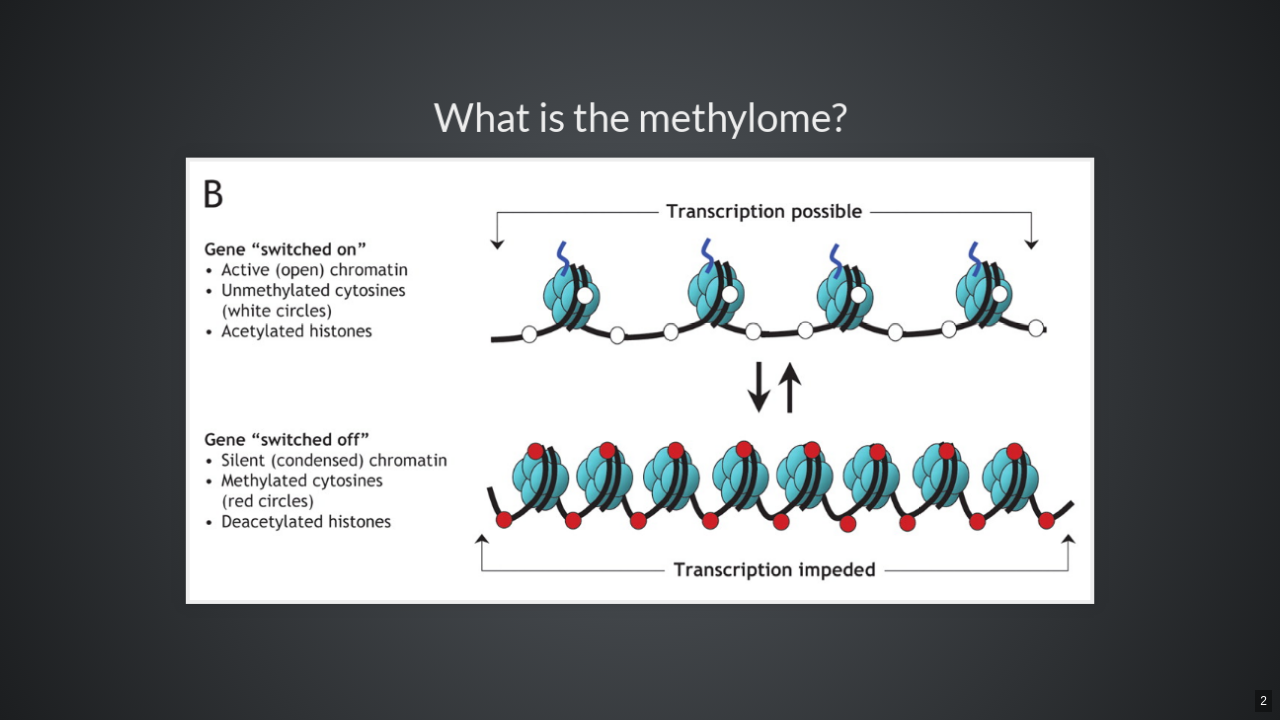 What is the methylome?
B
Transcription possible
Gene “switched on”
• Active (open) chromatin
• Unmethylated cytosines
(white circles)
• Acetylated histones
Gene “switched off”
• Silent (condensed) chromatin
• Methylated cytosines
(red circles)
• Deacetylated histones
Transcription impeded
2